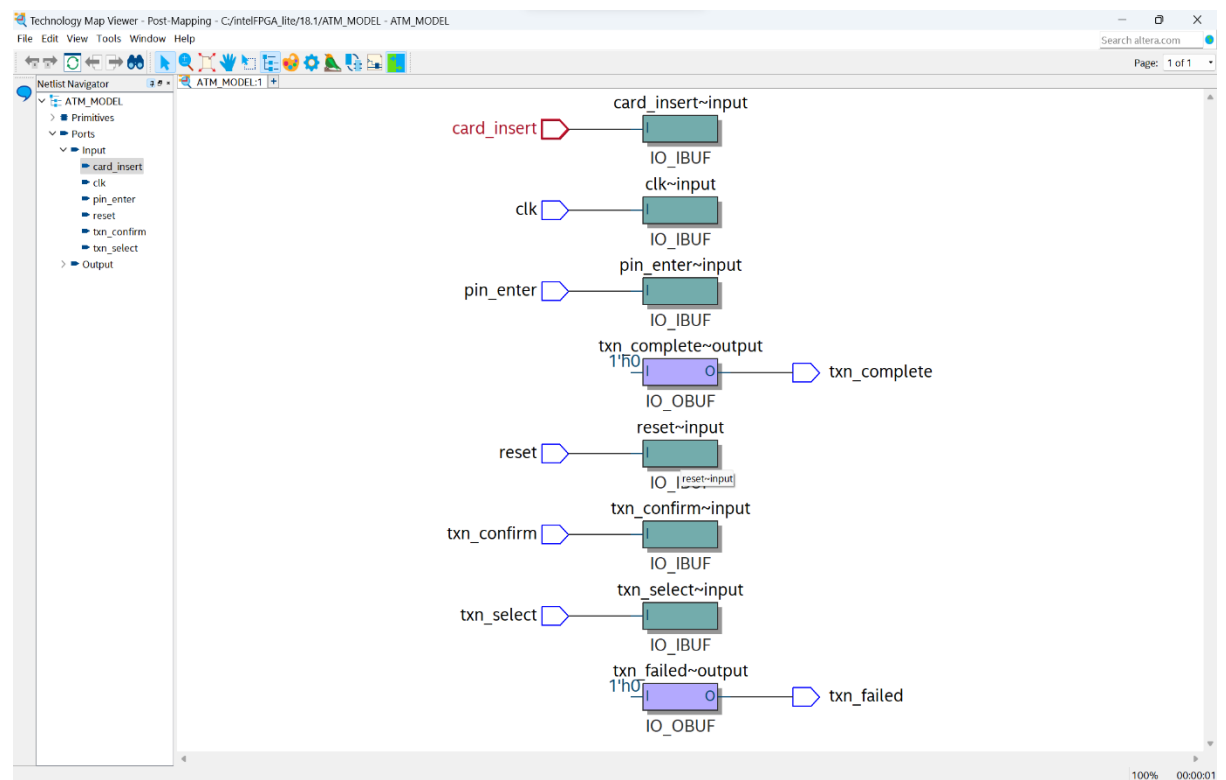 Technology Map Viewer - Post-Mapping - C:/intelFPGA_lite/18.1/ATM_MODEL - ATM_MODEL
File Edit View Tools Window Help
Search altera.com
Page: 1 of 1
Netlist Navigator
ATM_MODEL:1
ATM_MODEL
Primitives
Ports
Input
card_insert
clk
pin_enter
reset
txn_confirm
txn_select
Output
card_insert~input
card_insert
I
IO_IBUF
clk~input
clk
I
IO_IBUF
pin_enter~input
pin_enter
I
IO_IBUF
txn_complete~output
1'h0
I O
txn_complete
IO_OBUF
reset~input
reset
I
reset~input
txn_confirm~input
txn_confirm
I
IO_IBUF
txn_select~input
txn_select
I
IO_IBUF
txn_failed~output
1'h0
I O
txn_failed
IO_OBUF
100% 00:00:01